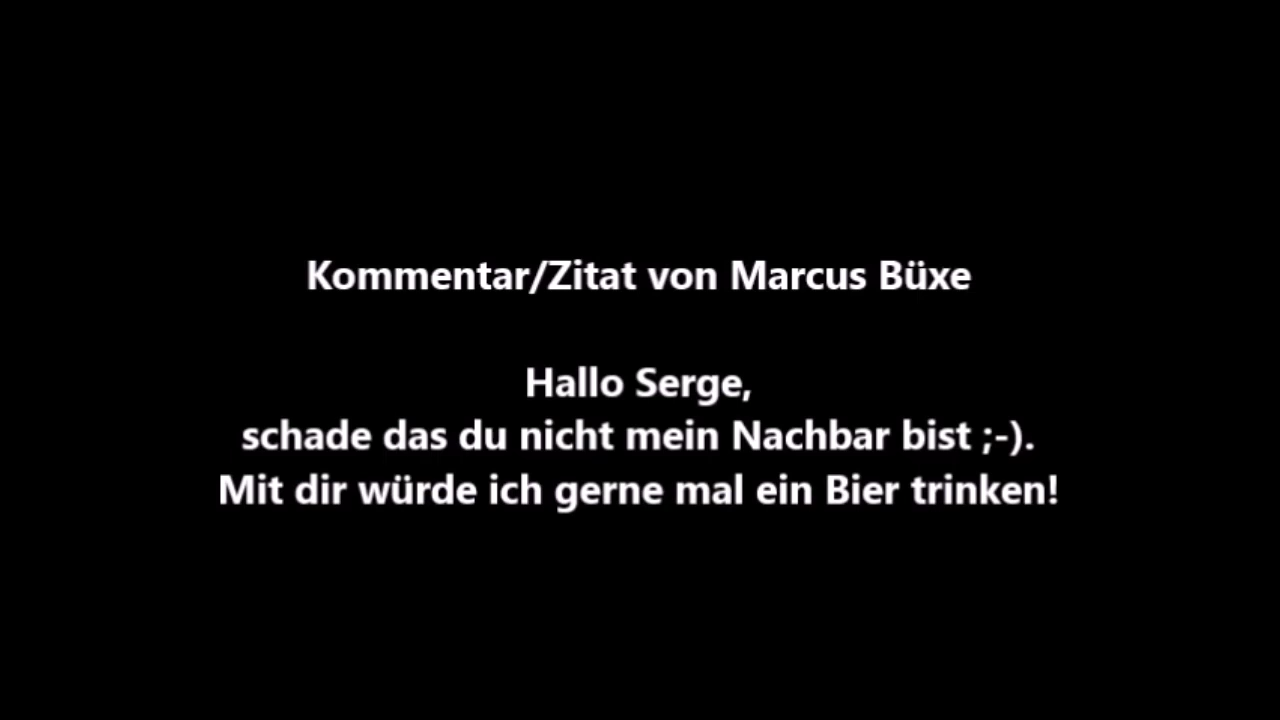 Kommentar/Zitat von Marcus Büxe
Hallo Serge,
schade das du nicht mein Nachbar bist ;-).
Mit dir würde ich gerne mal ein Bier trinken!